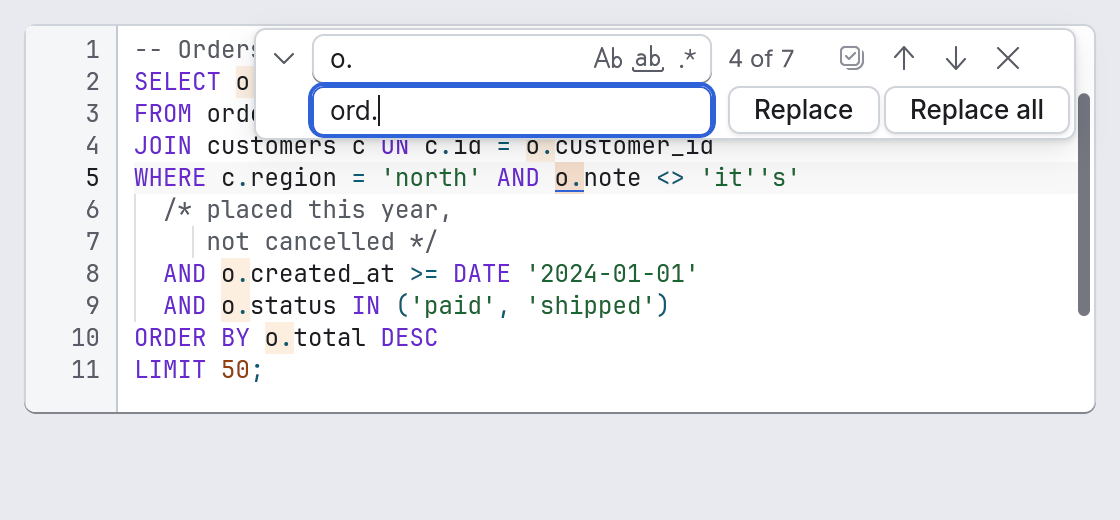 1 -- Orders
o. Ab ab .* 4 of 7
2 SELECT o
3 FROM orde
ord. Replace Replace all
4 JOIN customers c ON c.id = o.customer_id
5 WHERE c.region = 'north' AND o.note <> 'it''s'
6 /* placed this year,
7 not cancelled */
8 AND o.created_at >= DATE '2024-01-01'
9 AND o.status IN ('paid', 'shipped')
10 ORDER BY o.total DESC
11 LIMIT 50;